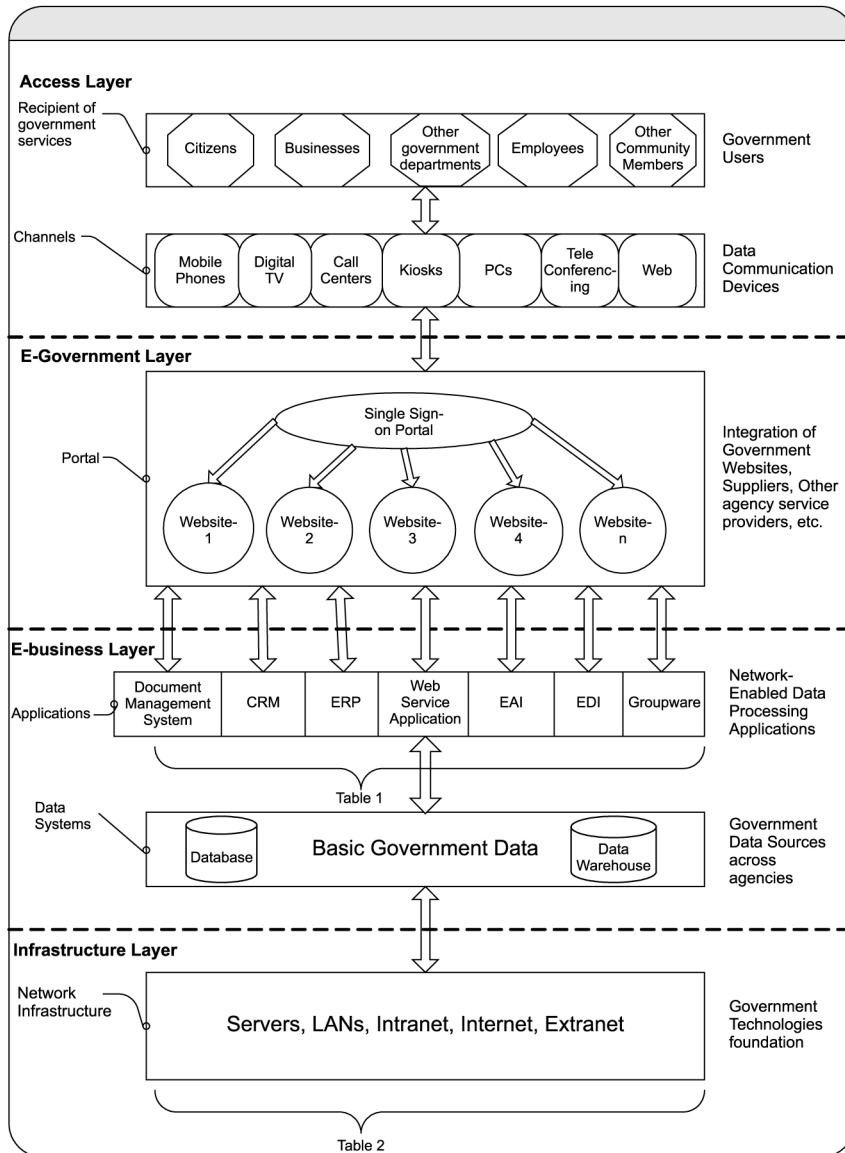 Access Layer
Recipient of
government
services
Citizens
Businesses
Other
government
departments
Employees
Other
Community
Members
Government
Users
Channels
Mobile
Phones
Digital
TV
Call
Centers
Kiosks
PCs
Tele
Conferenc-
ing
Web
Data
Communication
Devices
E-Government Layer
Single Sign-
on Portal
Portal
Website-
1
Website-
2
Website-
3
Website-
4
Website-
n
Integration of
Government
Websites,
Suppliers, Other
agency service
providers, etc.
E-business Layer
Applications
Document
Management
System
CRM
ERP
Web
Service
Application
EAI
EDI
Groupware
Network-
Enabled Data
Processing
Applications
Table 1
Data
Systems
Database
Basic Government Data
Data
Warehouse
Government
Data Sources
across
agencies
Infrastructure Layer
Network
Infrastructure
Servers, LANs, Intranet, Internet, Extranet
Government
Technologies
foundation
Table 2